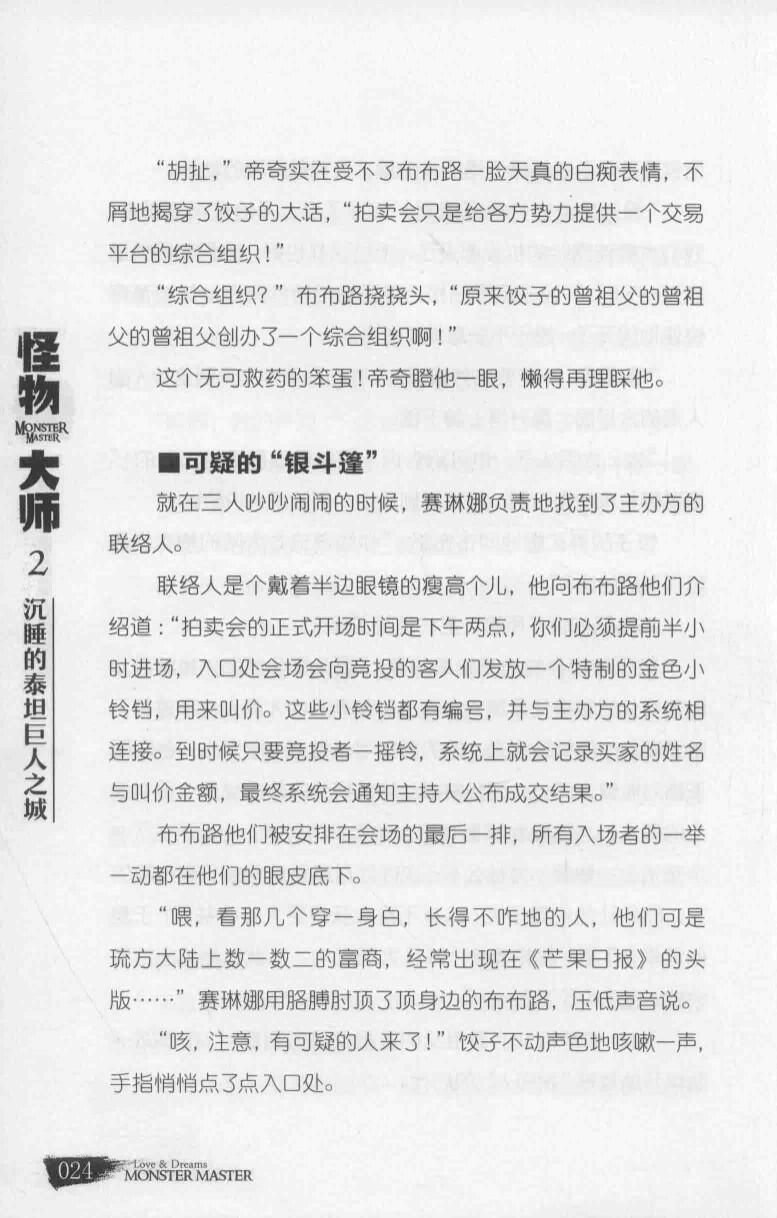 “胡扯，”帝奇实在受不了布布路一脸天真的白痴表情，不
屑地揭穿了饺子的大话，“拍卖会只是给各方势力提供一个交易
平台的综合组织！”
“综合组织？”布布路挠挠头，“原来饺子的曾祖父的曾祖
父的曾祖父创办了一个综合组织啊！”
这个无可救药的笨蛋！帝奇瞪他一眼，懒得再理睬他。
■可疑的“银斗篷”
就在三人吵吵闹闹的时候，赛琳娜负责地找到了主办方的
联络人。
联络人是个戴着半边眼镜的瘦高个儿，他向布布路他们介
绍道：“拍卖会的正式开场时间是下午两点，你们必须提前半小
时进场，入口处会场会向竞投的客人们发放一个特制的金色小
铃铛，用来叫价。这些小铃铛都有编号，并与主办方的系统相
连接。到时候只要竞投者一摇铃，系统上就会记录买家的姓名
与叫价金额，最终系统会通知主持人公布成交结果。”
布布路他们被安排在会场的最后一排，所有入场者的一举
一动都在他们的眼皮底下。
“喂，看那几个穿一身白，长得不咋地的人，他们可是
琉方大陆上数一数二的富商，经常出现在《芒果日报》的头
版……”赛琳娜用胳膊肘顶了顶身边的布布路，压低声音说。
“咳，注意，有可疑的人来了！”饺子不动声色地咳嗽一声，
手指悄悄点了点入口处。
怪物
MONSTER
MASTER
大师
2
沉睡的泰坦巨人之城
024
Love & Dreams
MONSTER MASTER